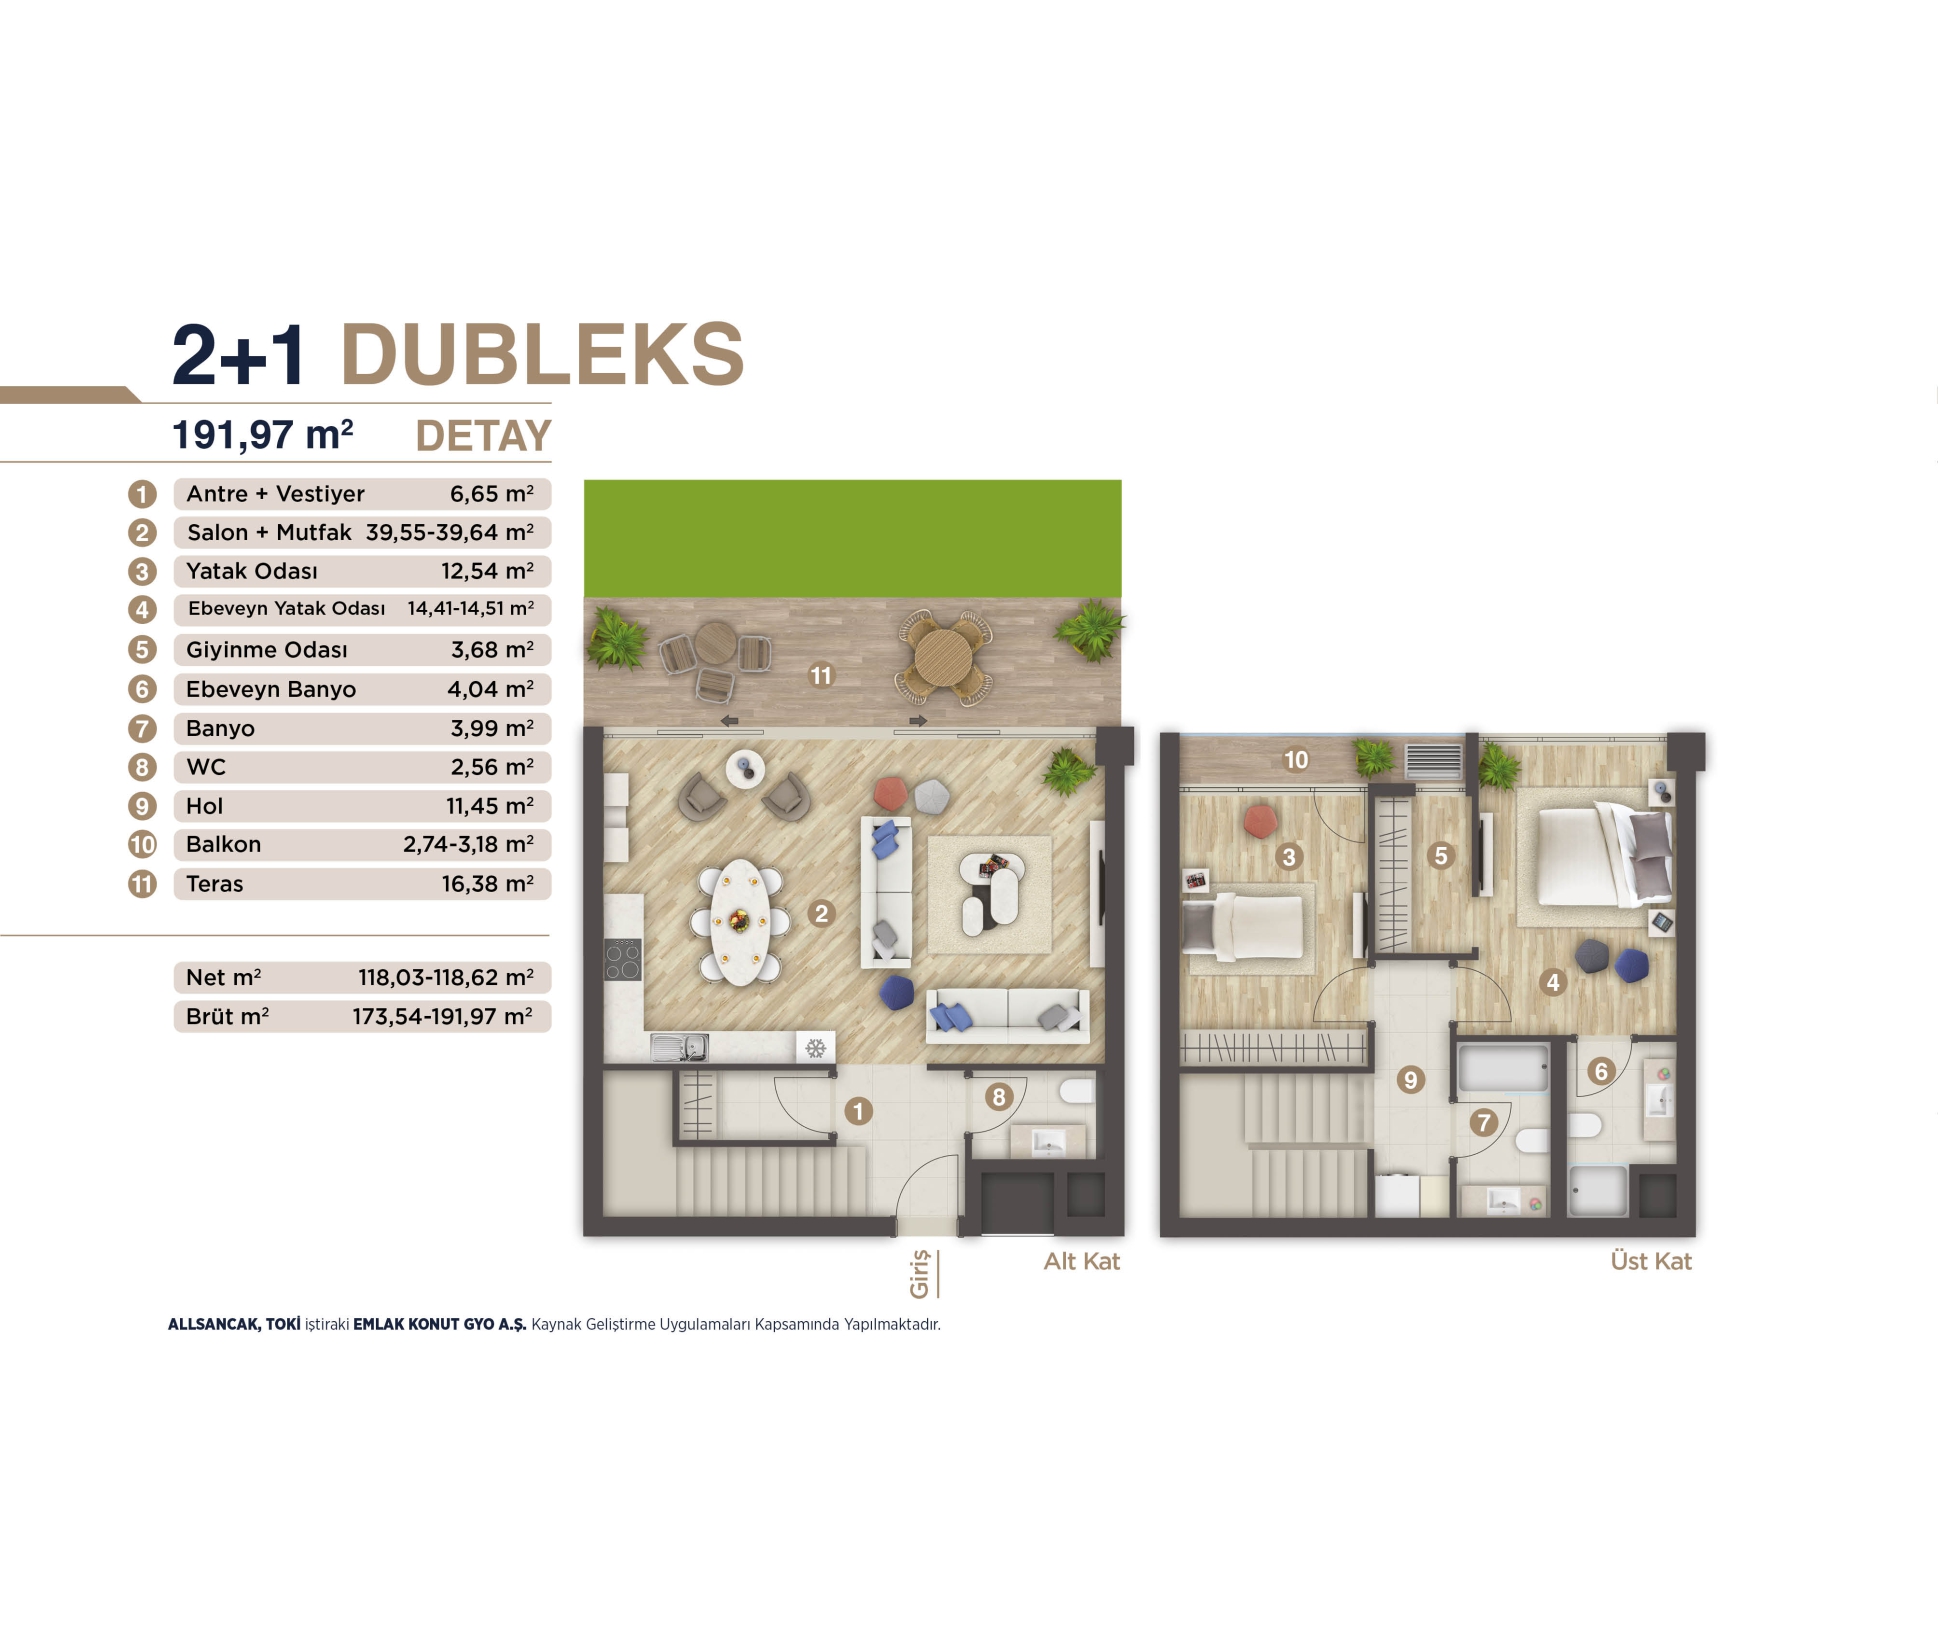 2+1 DUBLEKS
191,97 m² DETAY
1 Antre + Vestiyer 6,65 m²
2 Salon + Mutfak 39,55-39,64 m²
3 Yatak Odası 12,54 m²
4 Ebeveyn Yatak Odası 14,41-14,51 m²
5 Giyinme Odası 3,68 m²
6 Ebeveyn Banyo 4,04 m²
7 Banyo 3,99 m²
8 WC 2,56 m²
9 Hol 11,45 m²
10 Balkon 2,74-3,18 m²
11 Teras 16,38 m²
Net m² 118,03-118,62 m²
Brüt m² 173,54-191,97 m²
11
2
1
8
Giriş
Alt Kat
10
3
5
4
9
6
7
Üst Kat
ALLSANCAK, TOKİ iştiraki EMLAK KONUT GYO A.Ş. Kaynak Geliştirme Uygulamaları Kapsamında Yapılmaktadır.